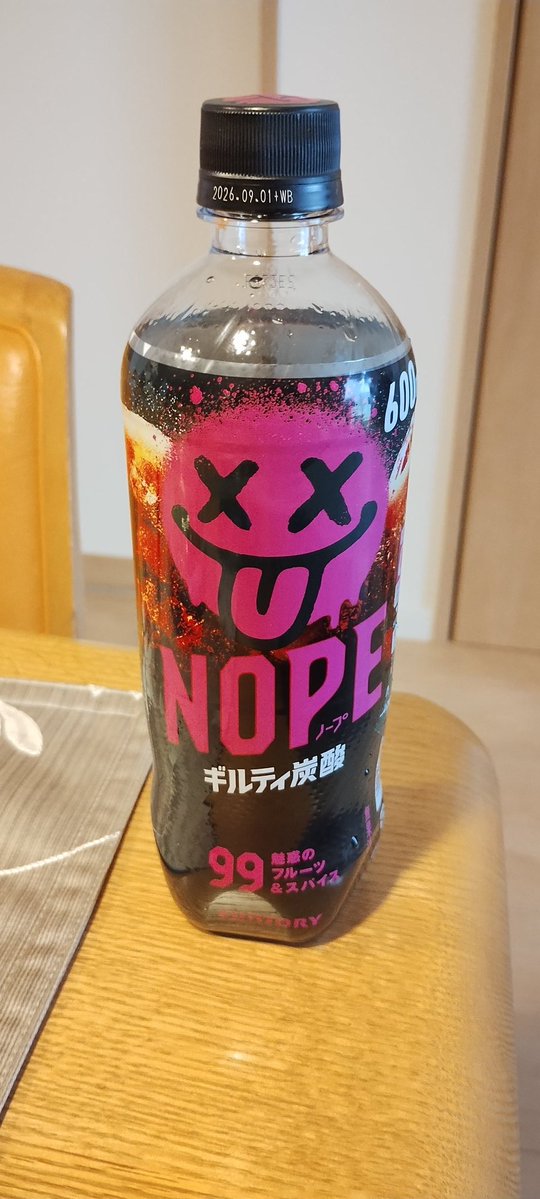 2026.09.01+WB
600
NOPE
ノープ
ギルティ炭酸
99
魅惑の
フルーツ
&スパイス
SUNTORY